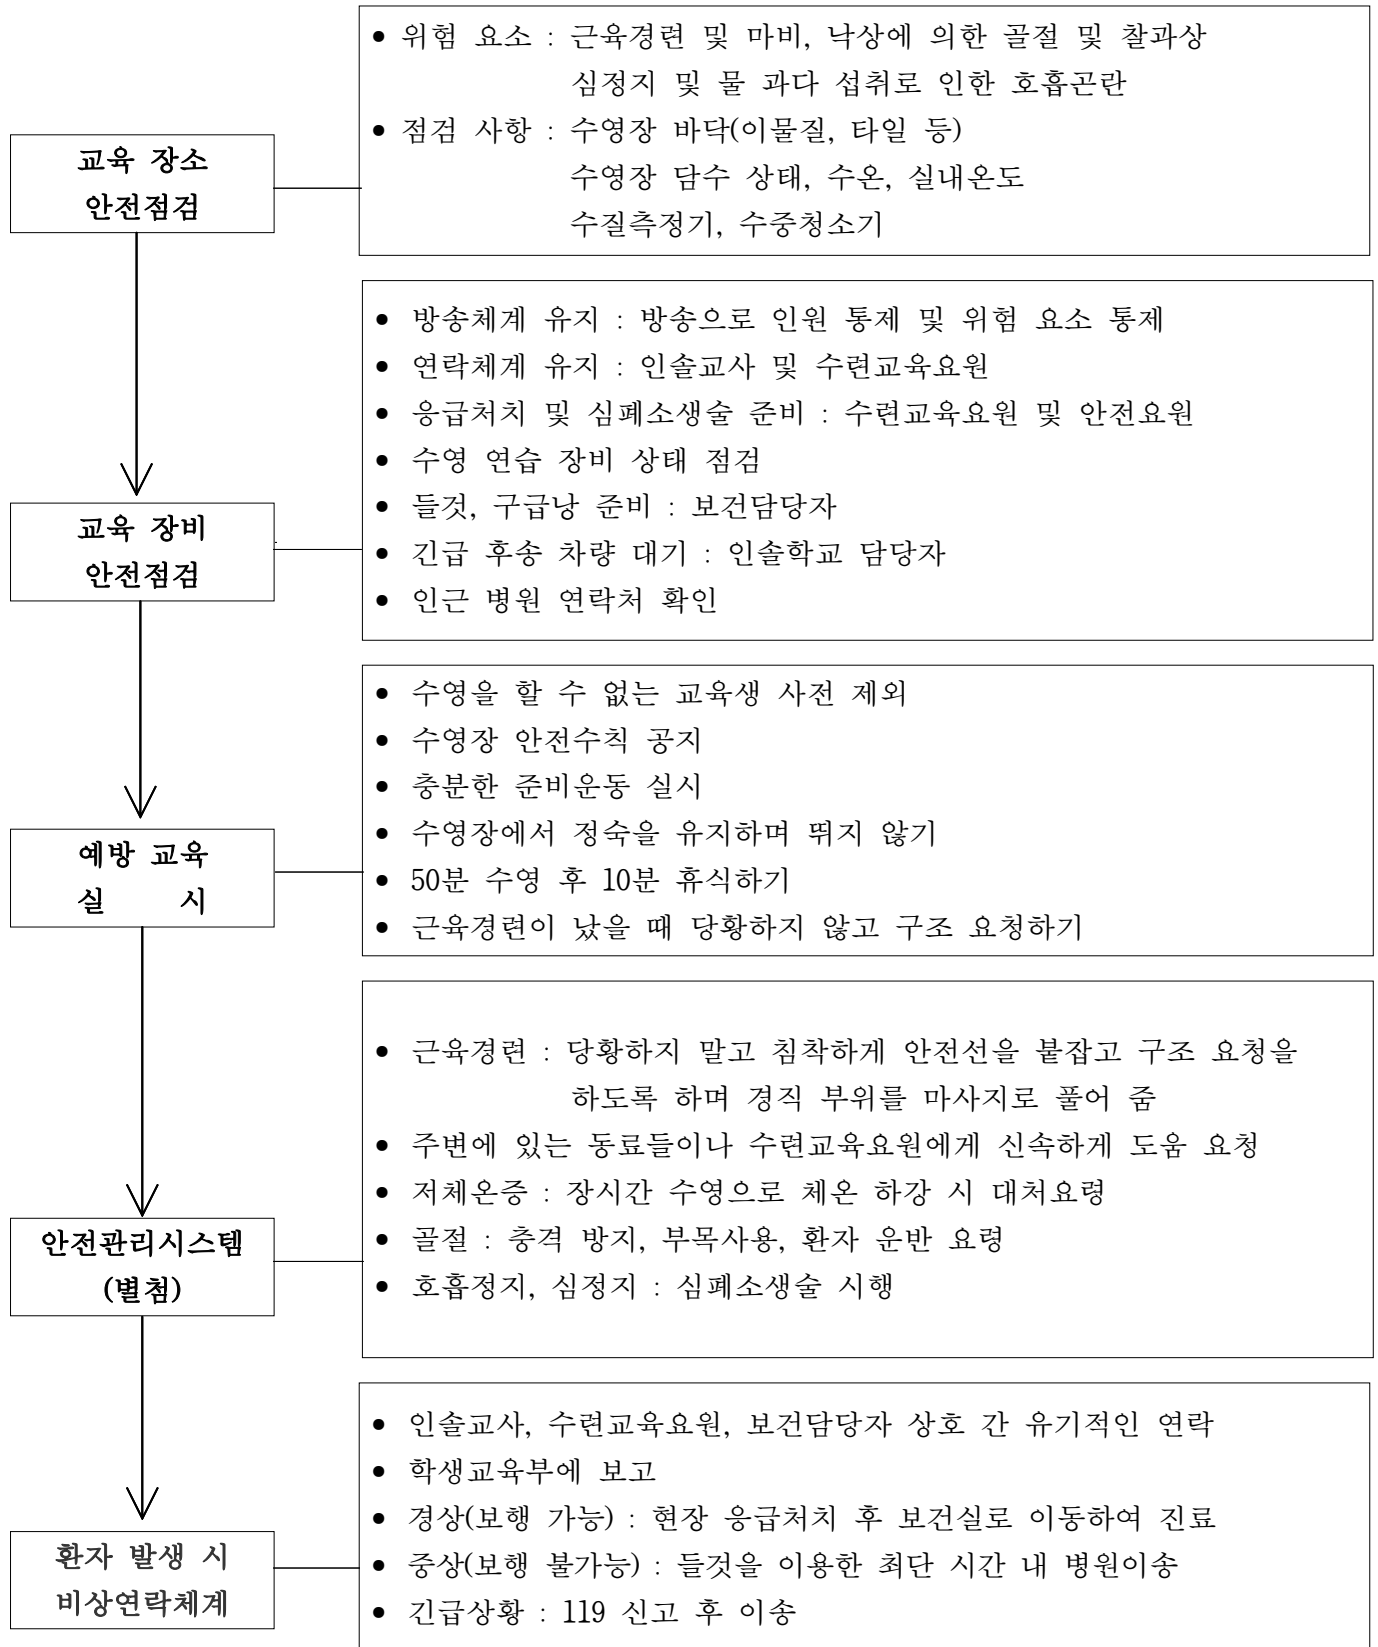 • 위험 요소 : 근육경련 및 마비, 낙상에 의한 골절 및 찰과상
심정지 및 물 과다 섭취로 인한 호흡곤란
• 점검 사항 : 수영장 바닥(이물질, 타일 등)
수영장 담수 상태, 수온, 실내온도
수질측정기, 수중청소기
교육 장소
안전점검
• 방송체계 유지 : 방송으로 인원 통제 및 위험 요소 통제
• 연락체계 유지 : 인솔교사 및 수련교육요원
• 응급처치 및 심폐소생술 준비 : 수련교육요원 및 안전요원
• 수영 연습 장비 상태 점검
• 들것, 구급낭 준비 : 보건담당자
• 긴급 후송 차량 대기 : 인솔학교 담당자
• 인근 병원 연락처 확인
교육 장비
안전점검
• 수영을 할 수 없는 교육생 사전 제외
• 수영장 안전수칙 공지
• 충분한 준비운동 실시
• 수영장에서 정숙을 유지하며 뛰지 않기
• 50분 수영 후 10분 휴식하기
• 근육경련이 났을 때 당황하지 않고 구조 요청하기
예방 교육
실 시
• 근육경련 : 당황하지 말고 침착하게 안전선을 붙잡고 구조 요청을
하도록 하며 경직 부위를 마사지로 풀어 줌
• 주변에 있는 동료들이나 수련교육요원에게 신속하게 도움 요청
• 저체온증 : 장시간 수영으로 체온 하강 시 대처요령
• 골절 : 충격 방지, 부목사용, 환자 운반 요령
• 호흡정지, 심정지 : 심폐소생술 시행
안전관리시스템
(별첨)
• 인솔교사, 수련교육요원, 보건담당자 상호 간 유기적인 연락
• 학생교육부에 보고
• 경상(보행 가능) : 현장 응급처치 후 보건실로 이동하여 진료
• 중상(보행 불가능) : 들것을 이용한 최단 시간 내 병원이송
• 긴급상황 : 119 신고 후 이송
환자 발생 시
비상연락체계